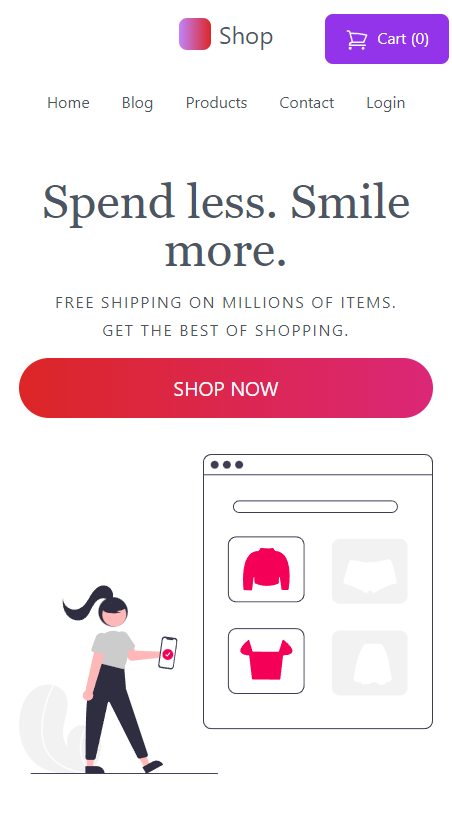 Shop
Cart (0)
Home Blog Products Contact Login
Spend less. Smile
more.
FREE SHIPPING ON MILLIONS OF ITEMS.
GET THE BEST OF SHOPPING.
SHOP NOW